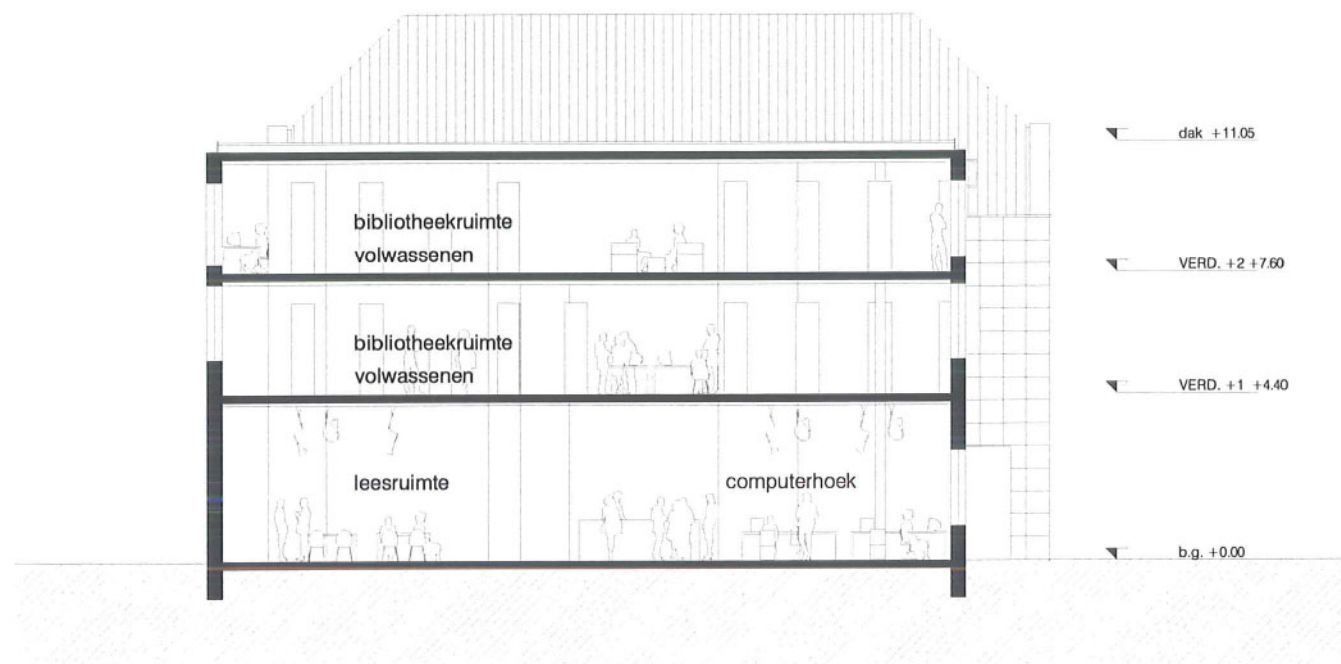 dak +11.05
bibliotheekruimte
volwassenen
VERD. +2 +7.60
bibliotheekruimte
volwassenen
VERD. +1 +4.40
leesruimte
computerhoek
b.g. +0.00